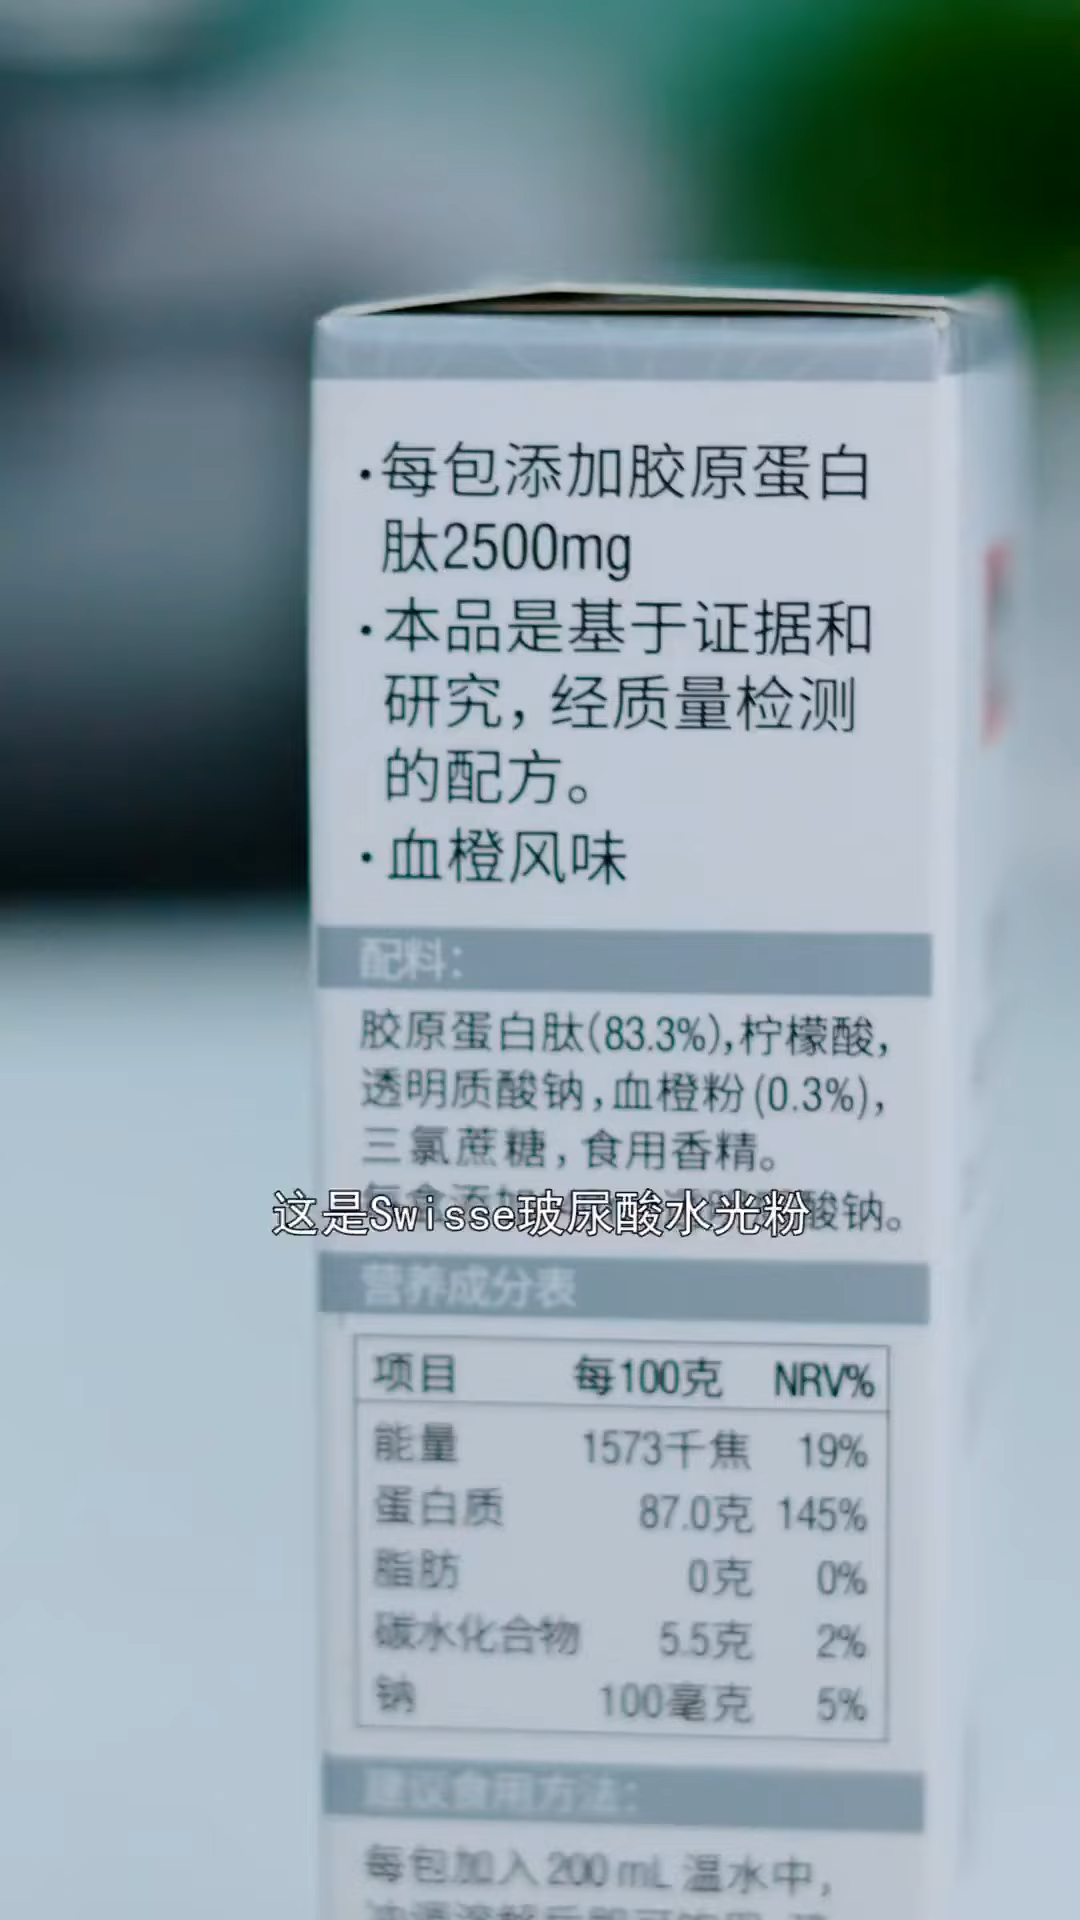 ·每包添加胶原蛋白
肽2500mg
·本品是基于证据和
研究，经质量检测
的配方。
·血橙风味
配料：
胶原蛋白肽(83.3%)，柠檬酸，
透明质酸钠，血橙粉(0.3%)，
三氯蔗糖，食用香精。
酸钠。
这是Swisse玻尿酸水光粉
营养成分表
项目 每100克 NRV%
能量 1573千焦 19%
蛋白质 87.0克 145%
脂肪 0克 0%
碳水化合物 5.5克 2%
钠 100毫克 5%
建议食用方法：
每包加入200mL温水中，